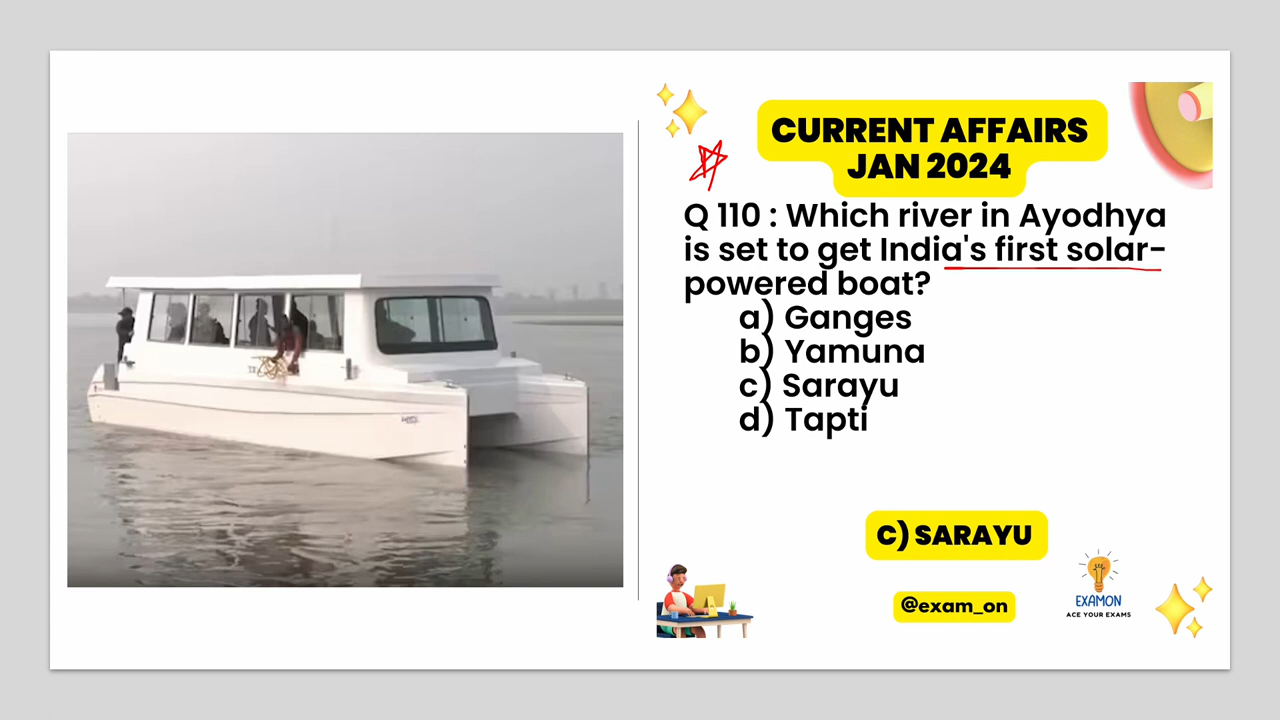 CURRENT AFFAIRS
JAN 2024
Q 110 : Which river in Ayodhya
is set to get India's first solar-
powered boat?
a) Ganges
b) Yamuna
c) Sarayu
d) Tapti
C) SARAYU
@exam_on
EXAMON
ACE YOUR EXAMS